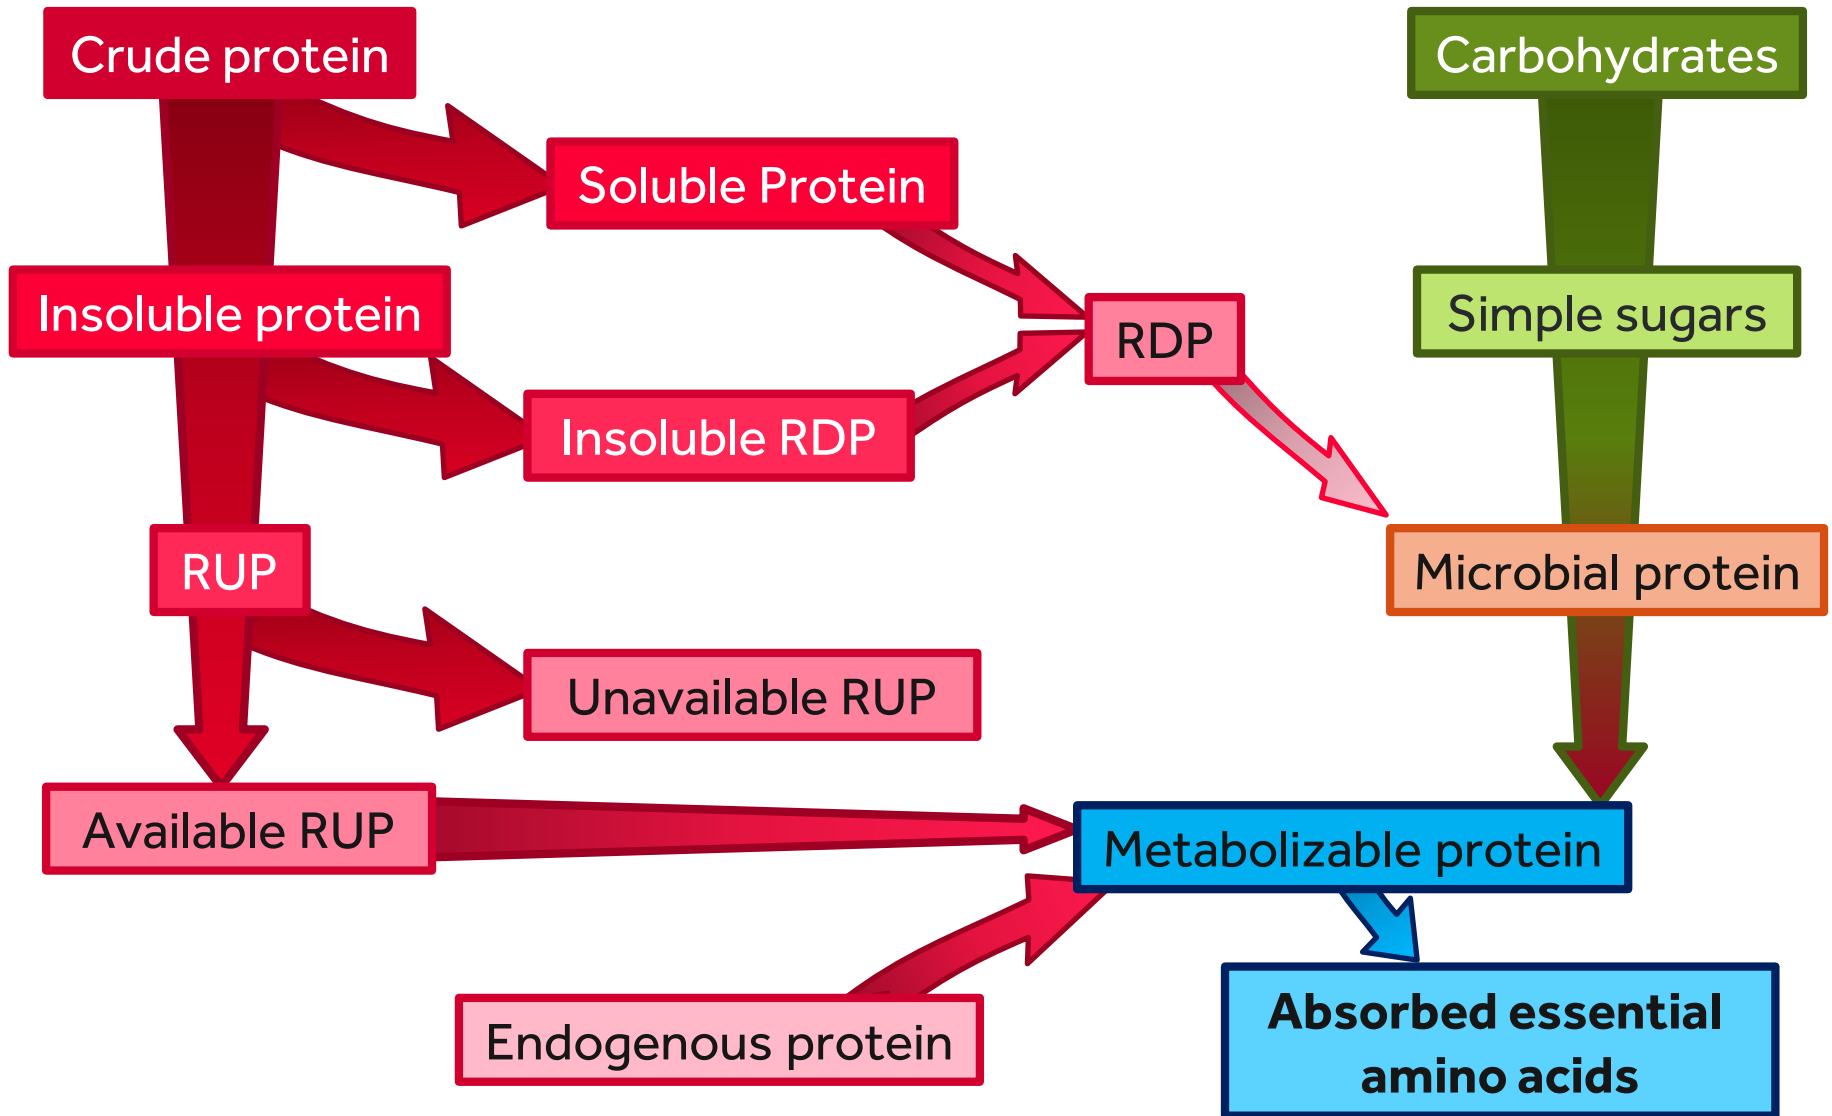 Crude protein
Carbohydrates
Soluble Protein
Insoluble protein
Simple sugars
RDP
Insoluble RDP
RUP
Microbial protein
Unavailable RUP
Available RUP
Metabolizable protein
Endogenous protein
Absorbed essential
amino acids